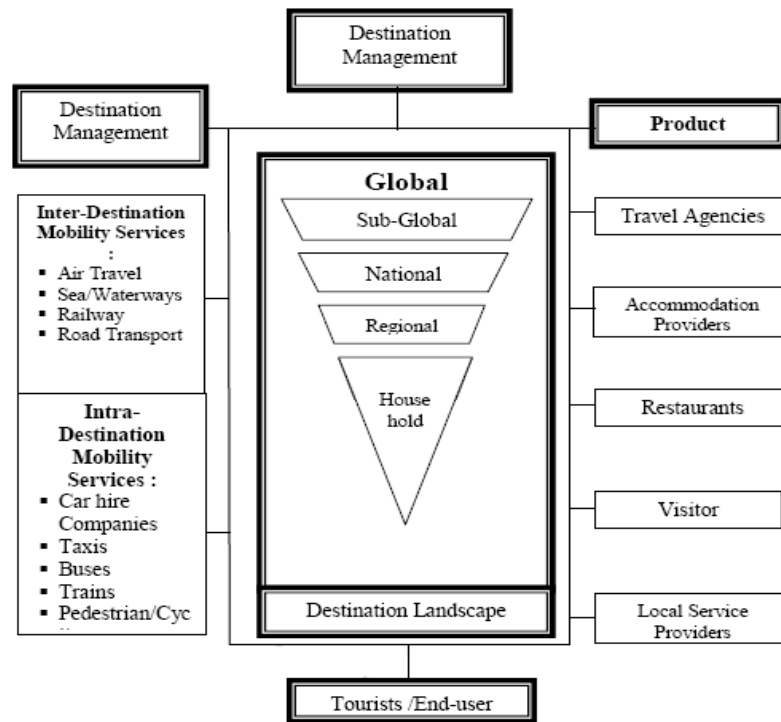 Destination
Management
Destination
Management
Product
Inter-Destination
Mobility Services
:
▪ Air Travel
▪ Sea/Waterways
▪ Railway
▪ Road Transport
Intra-
Destination
Mobility
Services :
▪ Car hire
Companies
▪ Taxis
▪ Buses
▪ Trains
▪ Pedestrian/Cyc
Global
Sub-Global
National
Regional
House
hold
Destination Landscape
Travel Agencies
Accommodation
Providers
Restaurants
Visitor
Local Service
Providers
Tourists /End-user